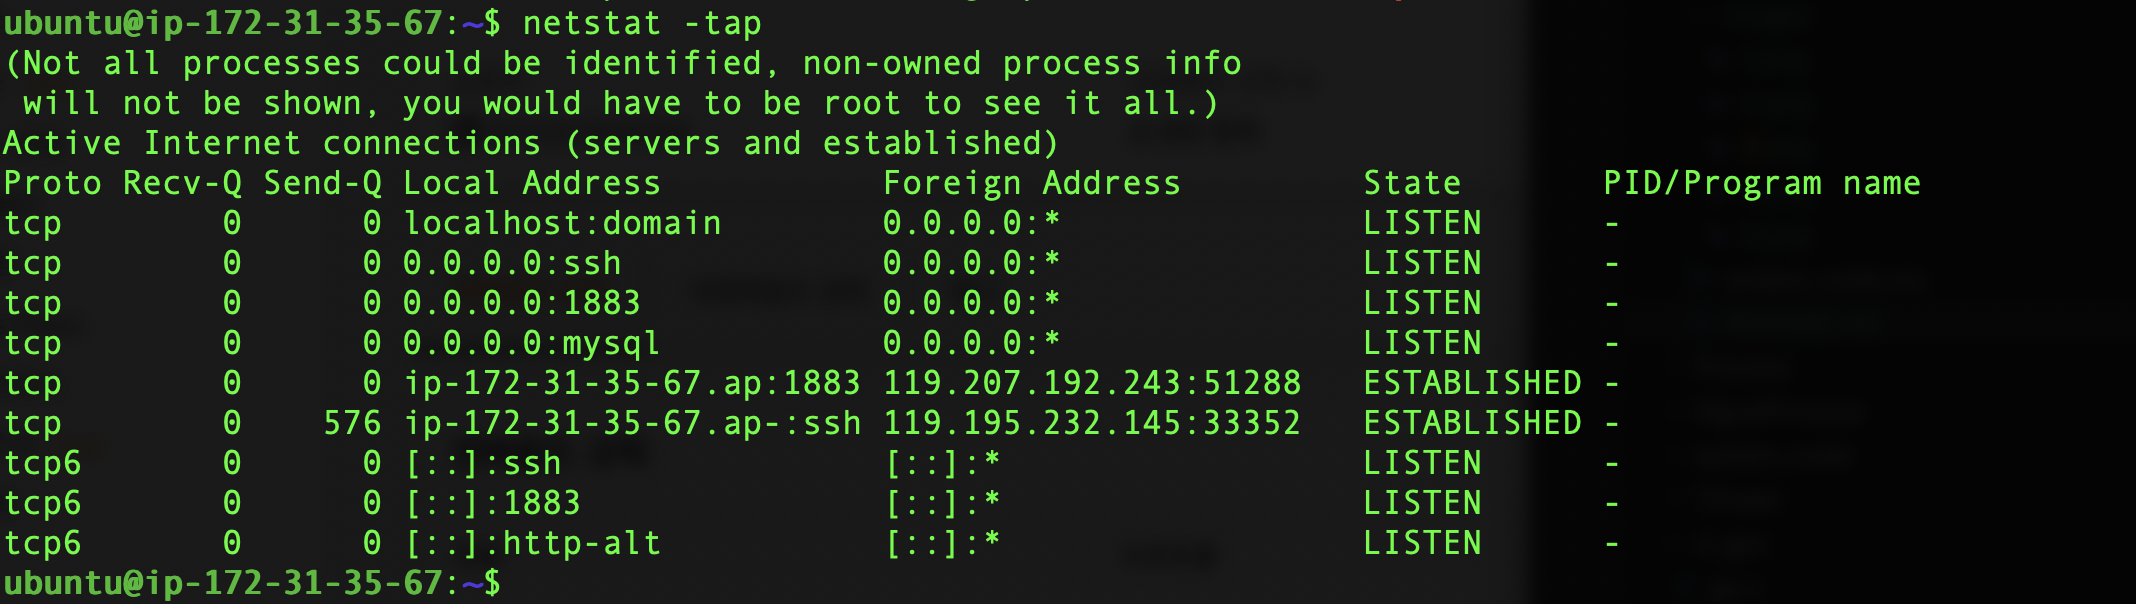 ubuntu@ip-172-31-35-67:~$ netstat -tap
(Not all processes could be identified, non-owned process info
 will not be shown, you would have to be root to see it all.)
Active Internet connections (servers and established)
Proto Recv-Q Send-Q Local Address           Foreign Address         State       PID/Program name
tcp        0      0 localhost:domain        0.0.0.0:*               LISTEN      -
tcp        0      0 0.0.0.0:ssh             0.0.0.0:*               LISTEN      -
tcp        0      0 0.0.0.0:1883            0.0.0.0:*               LISTEN      -
tcp        0      0 0.0.0.0:mysql           0.0.0.0:*               LISTEN      -
tcp        0      0 ip-172-31-35-67.ap:1883 119.207.192.243:51288   ESTABLISHED -
tcp        0    576 ip-172-31-35-67.ap-:ssh 119.195.232.145:33352   ESTABLISHED -
tcp6       0      0 [::]:ssh                [::]:*                  LISTEN      -
tcp6       0      0 [::]:1883               [::]:*                  LISTEN      -
tcp6       0      0 [::]:http-alt           [::]:*                  LISTEN      -
ubuntu@ip-172-31-35-67:~$